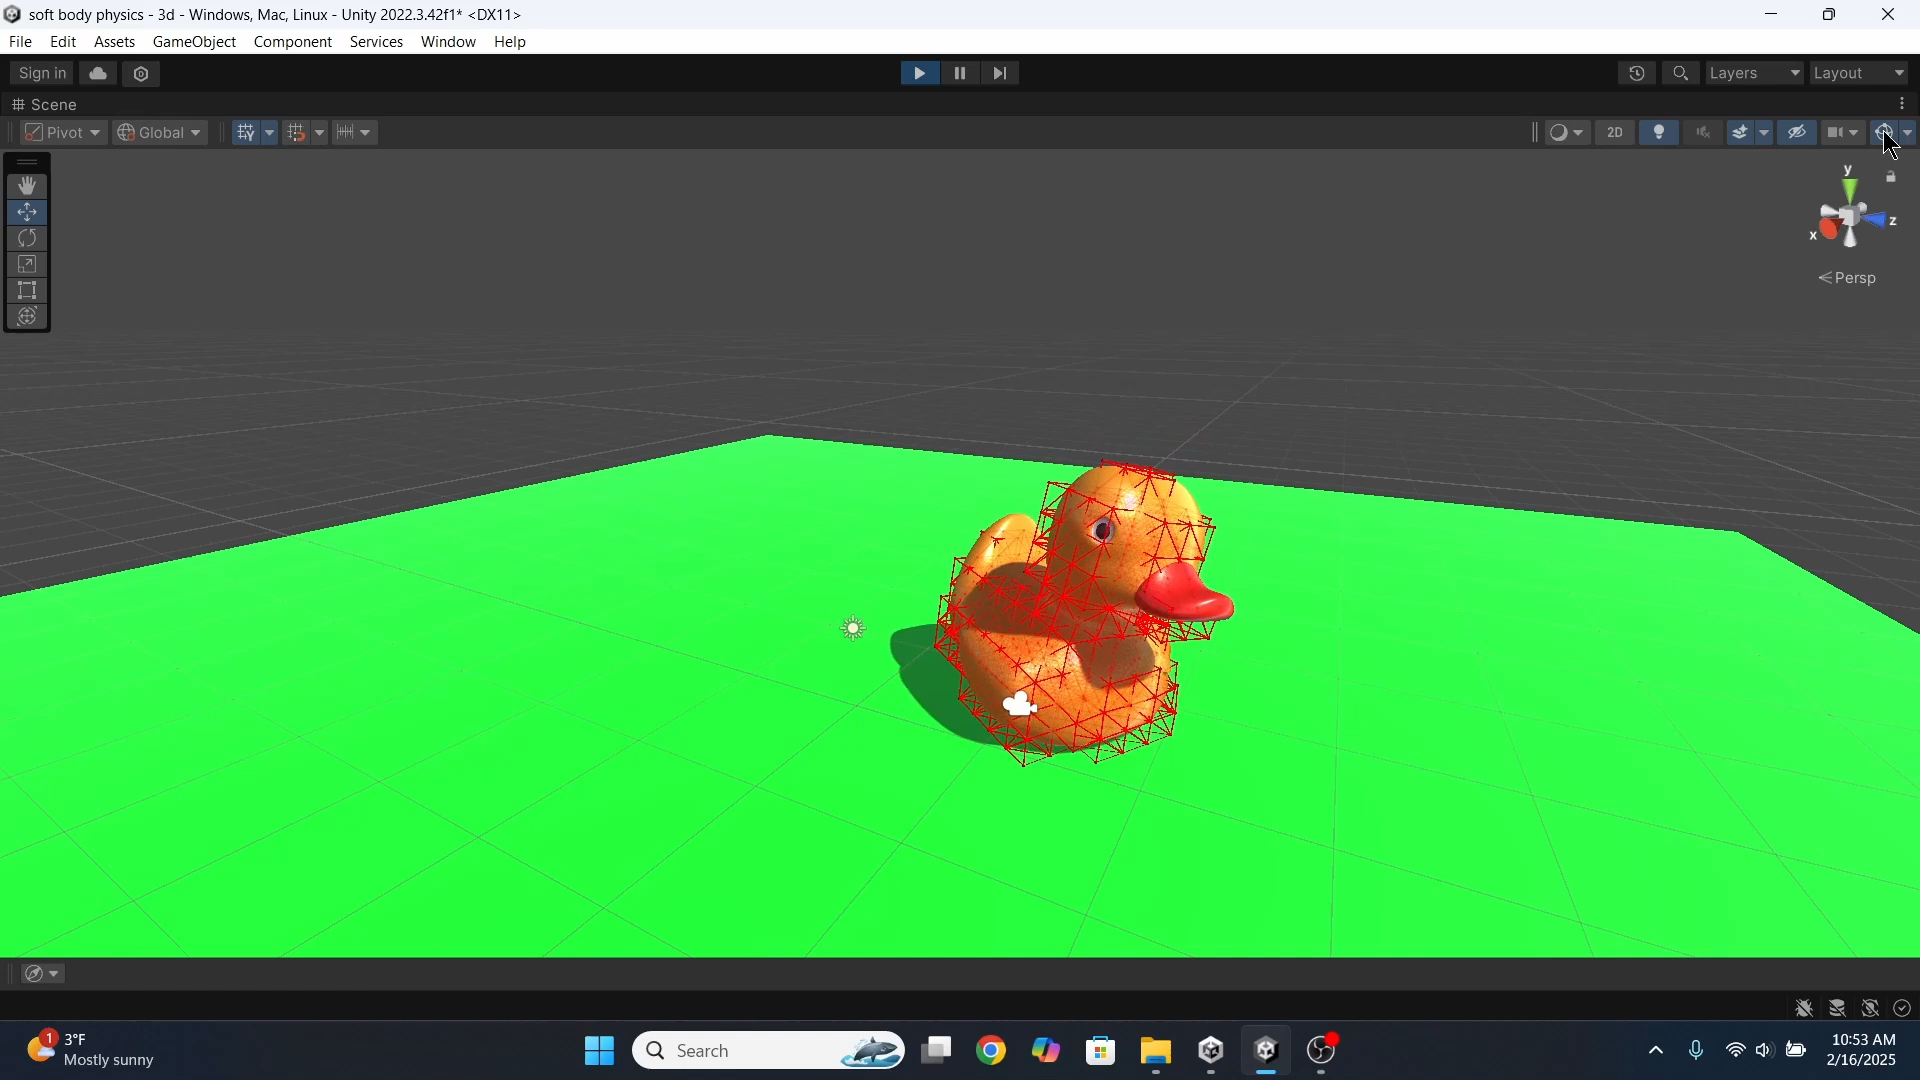 soft body physics - 3d - Windows, Mac, Linux - Unity 2022.3.42f1* <DX11>
File Edit Assets GameObject Component Services Window Help
Sign in Layers Layout
Scene
Pivot Global 2D
y
z
x
Persp
1
3°F
Mostly sunny
Search
10:53 AM
2/16/2025